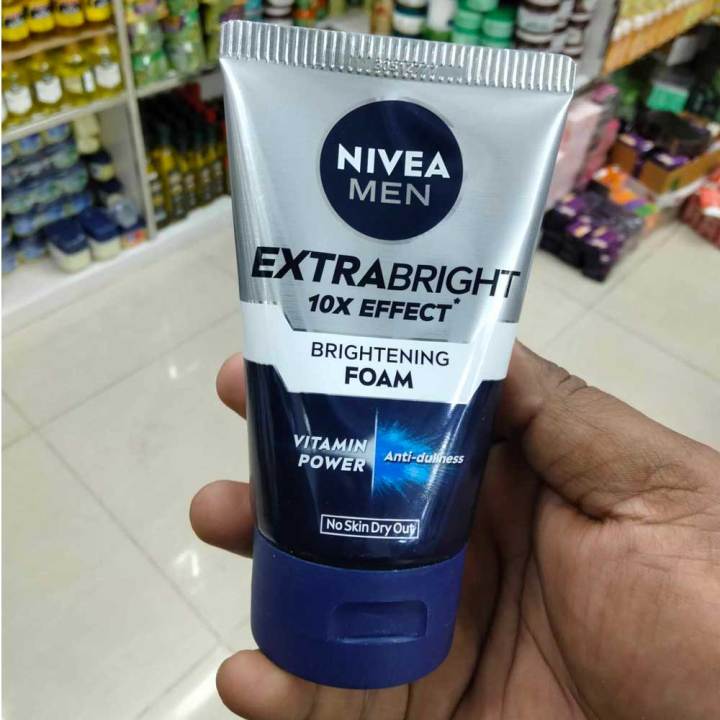 NIVEA
MEN
EXTRABRIGHT
10X EFFECT*
BRIGHTENING
FOAM
VITAMIN
POWER
Anti-dullness
No Skin Dry Out